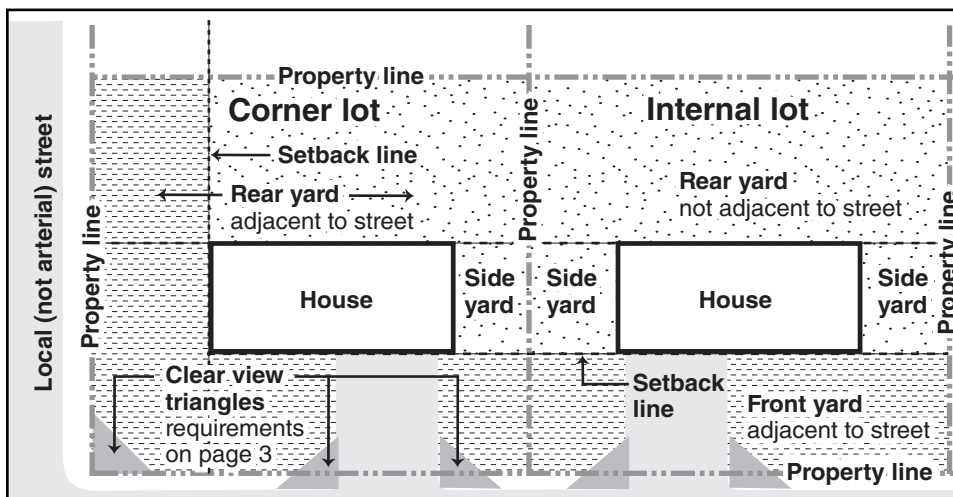 Property line
Corner lot
Internal lot
Setback line
Rear yard
adjacent to street
Rear yard
not adjacent to street
Local (not arterial) street
Property line
Property line
Property line
House
Side
yard
Side
yard
House
Side
yard
Clear view
triangles
requirements
on page 3
Setback
line
Front yard
adjacent to street
Property line